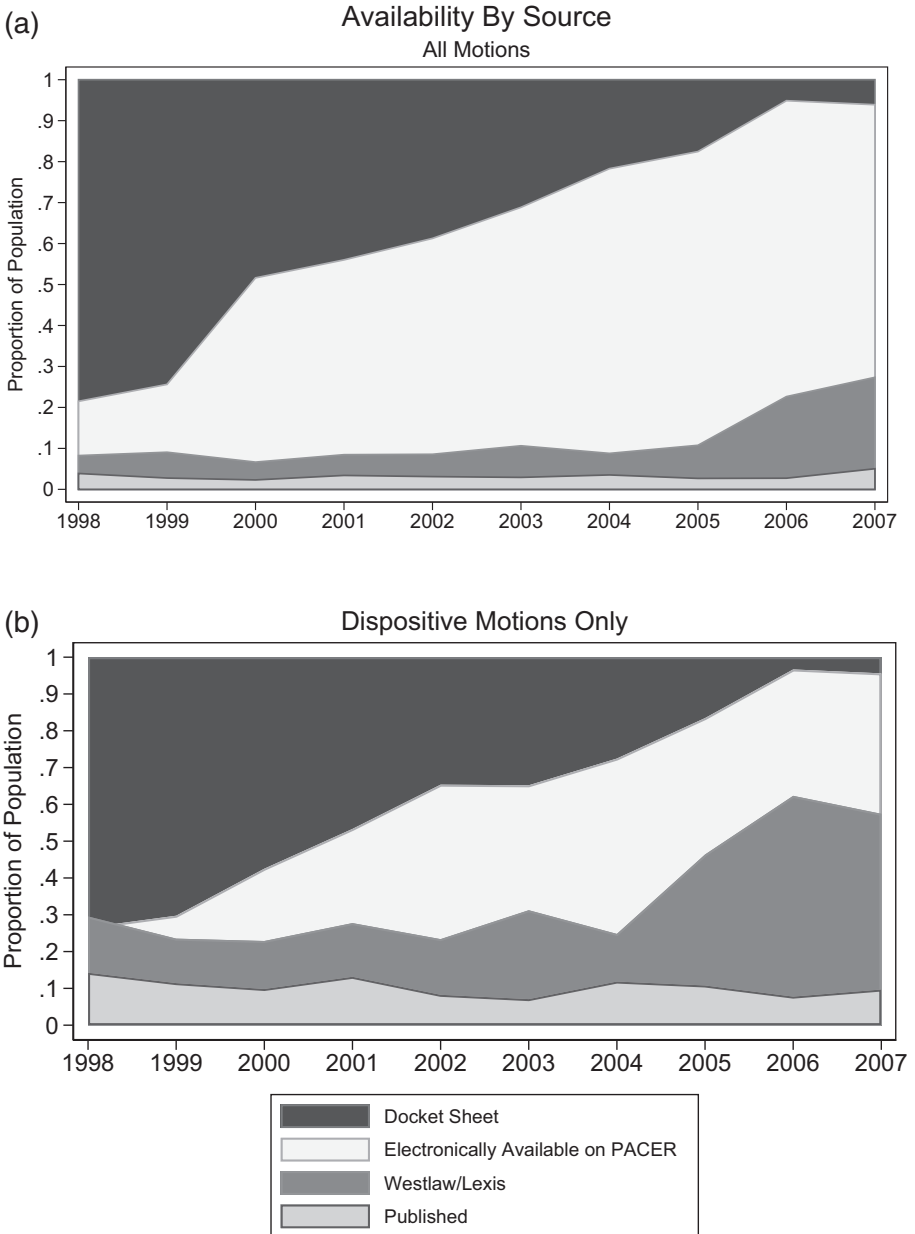 (a)
Availability By Source
All Motions
Proportion of Population
1
.9
.8
.7
.6
.5
.4
.3
.2
.1
0
1998 1999 2000 2001 2002 2003 2004 2005 2006 2007
(b)
Dispositive Motions Only
Proportion of Population
1
.9
.8
.7
.6
.5
.4
.3
.2
.1
0
1998 1999 2000 2001 2002 2003 2004 2005 2006 2007
Docket Sheet
Electronically Available on PACER
Westlaw/Lexis
Published